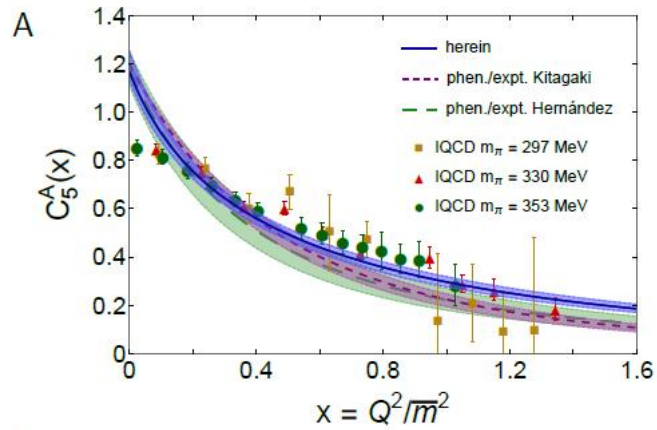 A
1.4
1.2
1.0
0.8
0.6
0.4
0.2
0
C₅ᴬ(x)
herein
phen./expt. Kitagaki
phen./expt. Hernández
lQCD mπ = 297 MeV
lQCD mπ = 330 MeV
lQCD mπ = 353 MeV
0 0.4 0.8 1.2 1.6
x = Q²/m̅²